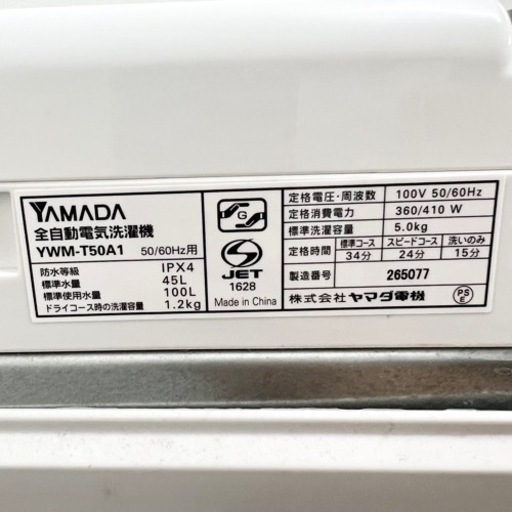 YAMADA
全自動電気洗濯機
YWM-T50A1 50/60Hz用
防水等級 IPX4
標準水量 45L
標準使用水量 100L
ドライコース時の洗濯容量 1.2kg
G
S
JET
1628
Made in China
定格電圧・周波数 100V 50/60Hz
定格消費電力 360/410 W
標準洗濯容量 5.0kg
定格時間 標準コース スピードコース 洗いのみ
34分 24分 15分
製造番号 265077
株式会社ヤマダ電機
PS
E